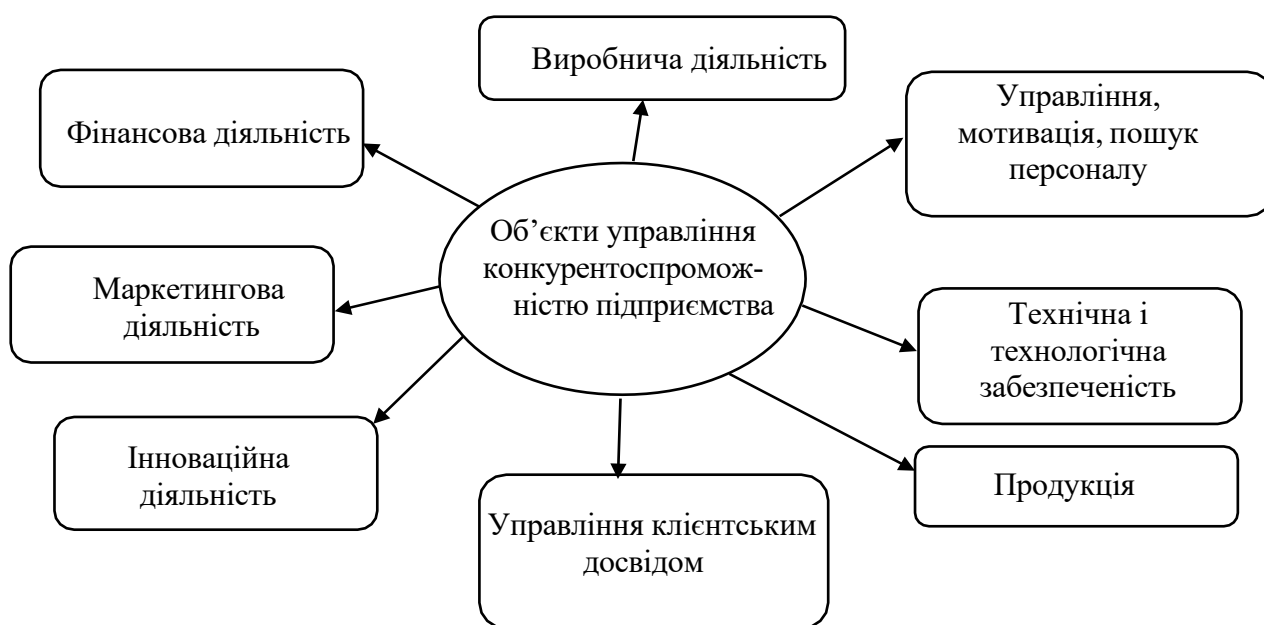 Виробнича діяльність
Фінансова діяльність
Управління,
мотивація, пошук
персоналу
Об’єкти управління
конкурентоспромож-
ністю підприємства
Маркетингова
діяльність
Технічна і
технологічна
забезпеченість
Інноваційна
діяльність
Продукція
Управління клієнтським
досвідом